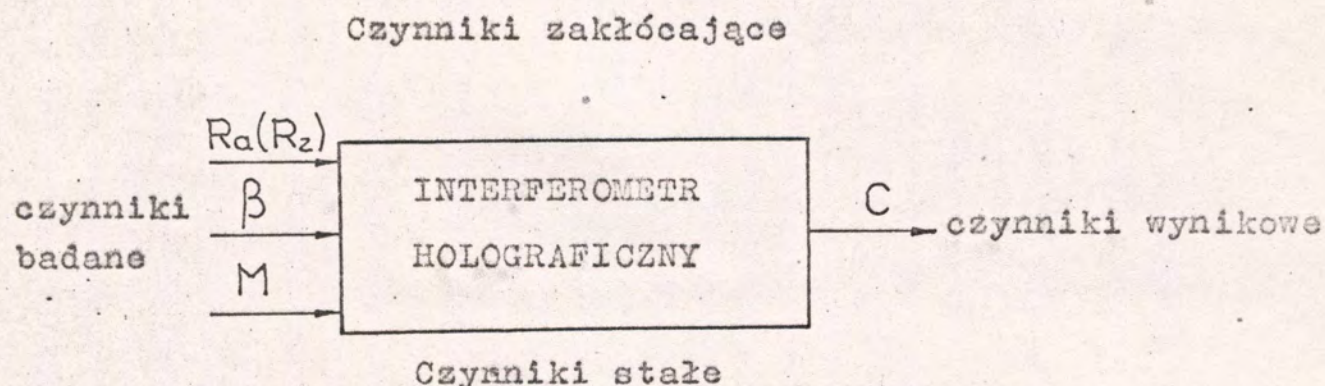 Czynniki zakłócające
Ra(Rz)
czynniki
badane
β
M
INTERFEROMETR
HOLOGRAFICZNY
C
czynniki wynikowe
Czynniki stałe